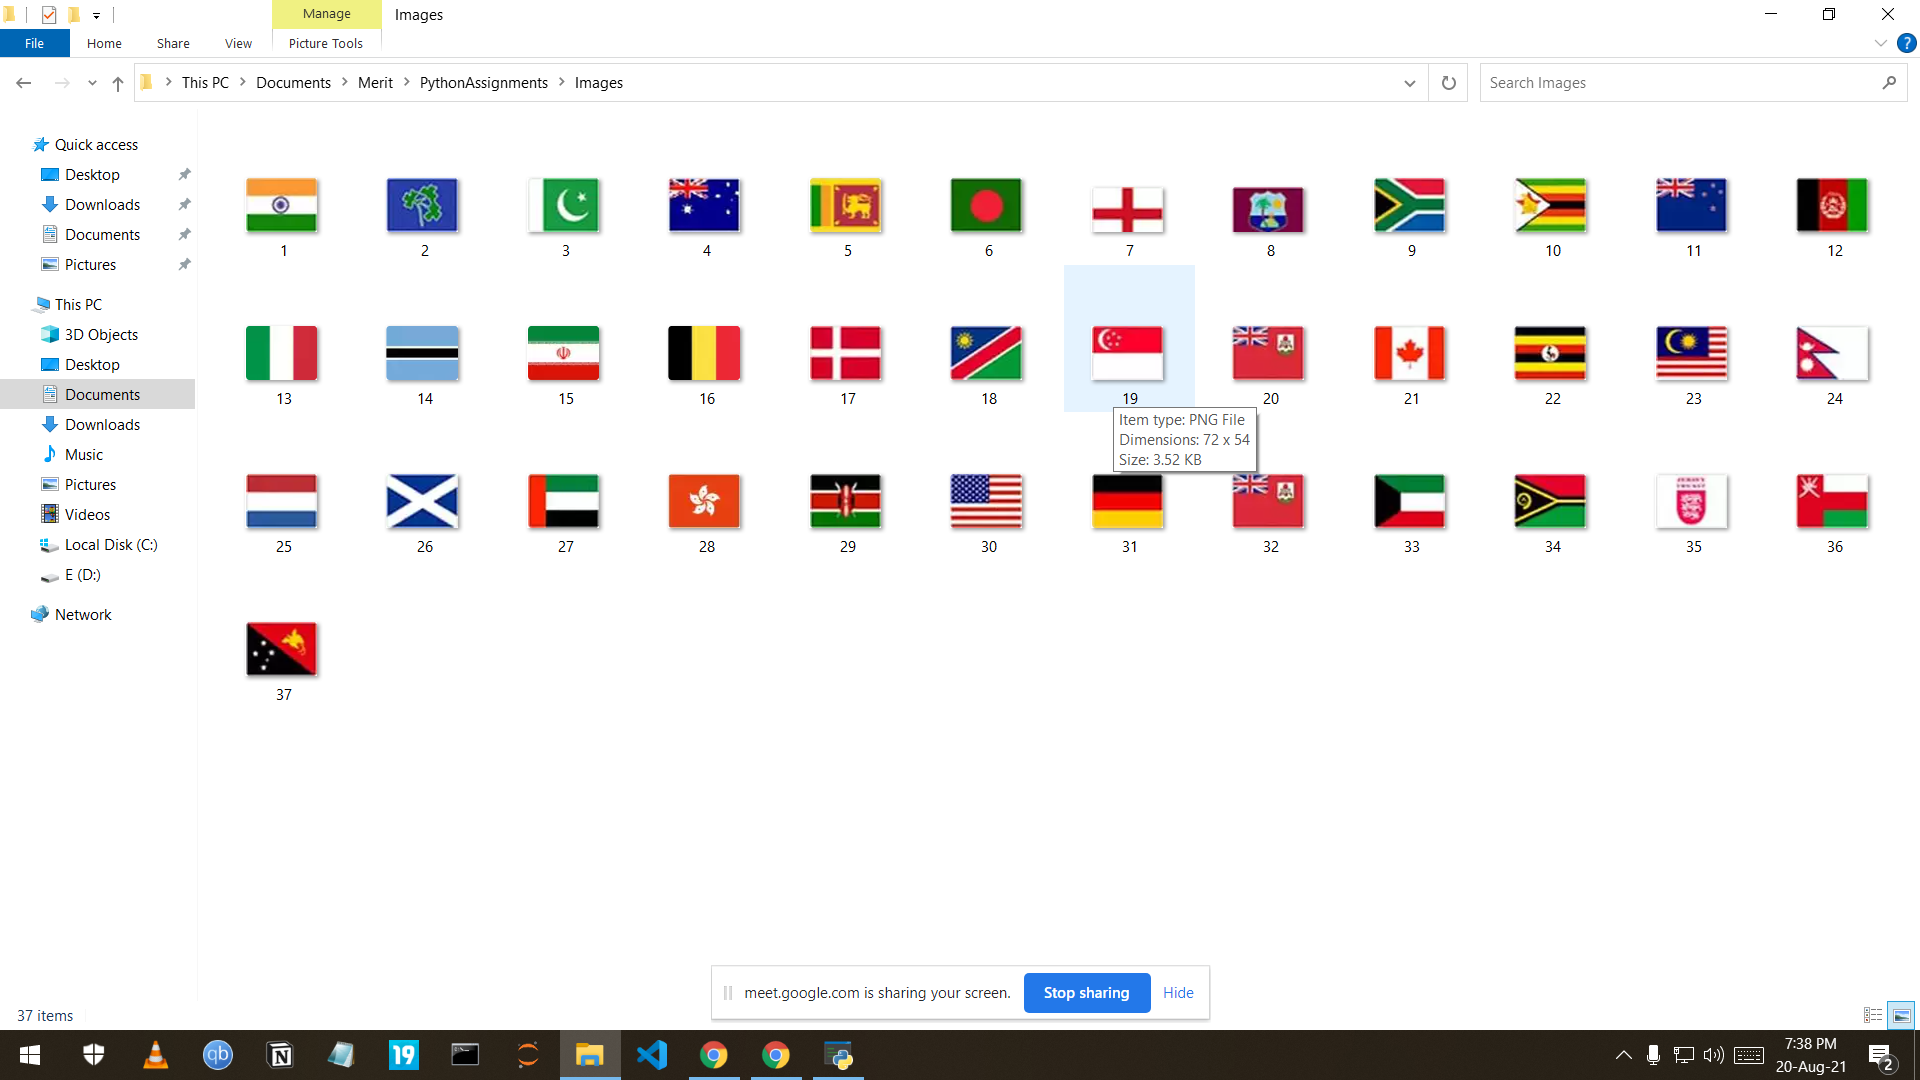 Manage
Images
File
Home
Share
View
Picture Tools
?
This PC
Documents
Merit
PythonAssignments
Images
Search Images
Quick access
Desktop
Downloads
Documents
Pictures
This PC
3D Objects
Desktop
Documents
Downloads
Music
Pictures
Videos
Local Disk (C:)
E (D:)
Network
1 2 3 4 5 6 7 8 9 10 11 12
13 14 15 16 17 18 19 20 21 22 23 24
Item type: PNG File
Dimensions: 72 x 54
Size: 3.52 KB
25 26 27 28 29 30 31 32 33 34 35 36
37
meet.google.com is sharing your screen.
Stop sharing
Hide
37 items
qb
N
19
7:38 PM
20-Aug-21
2